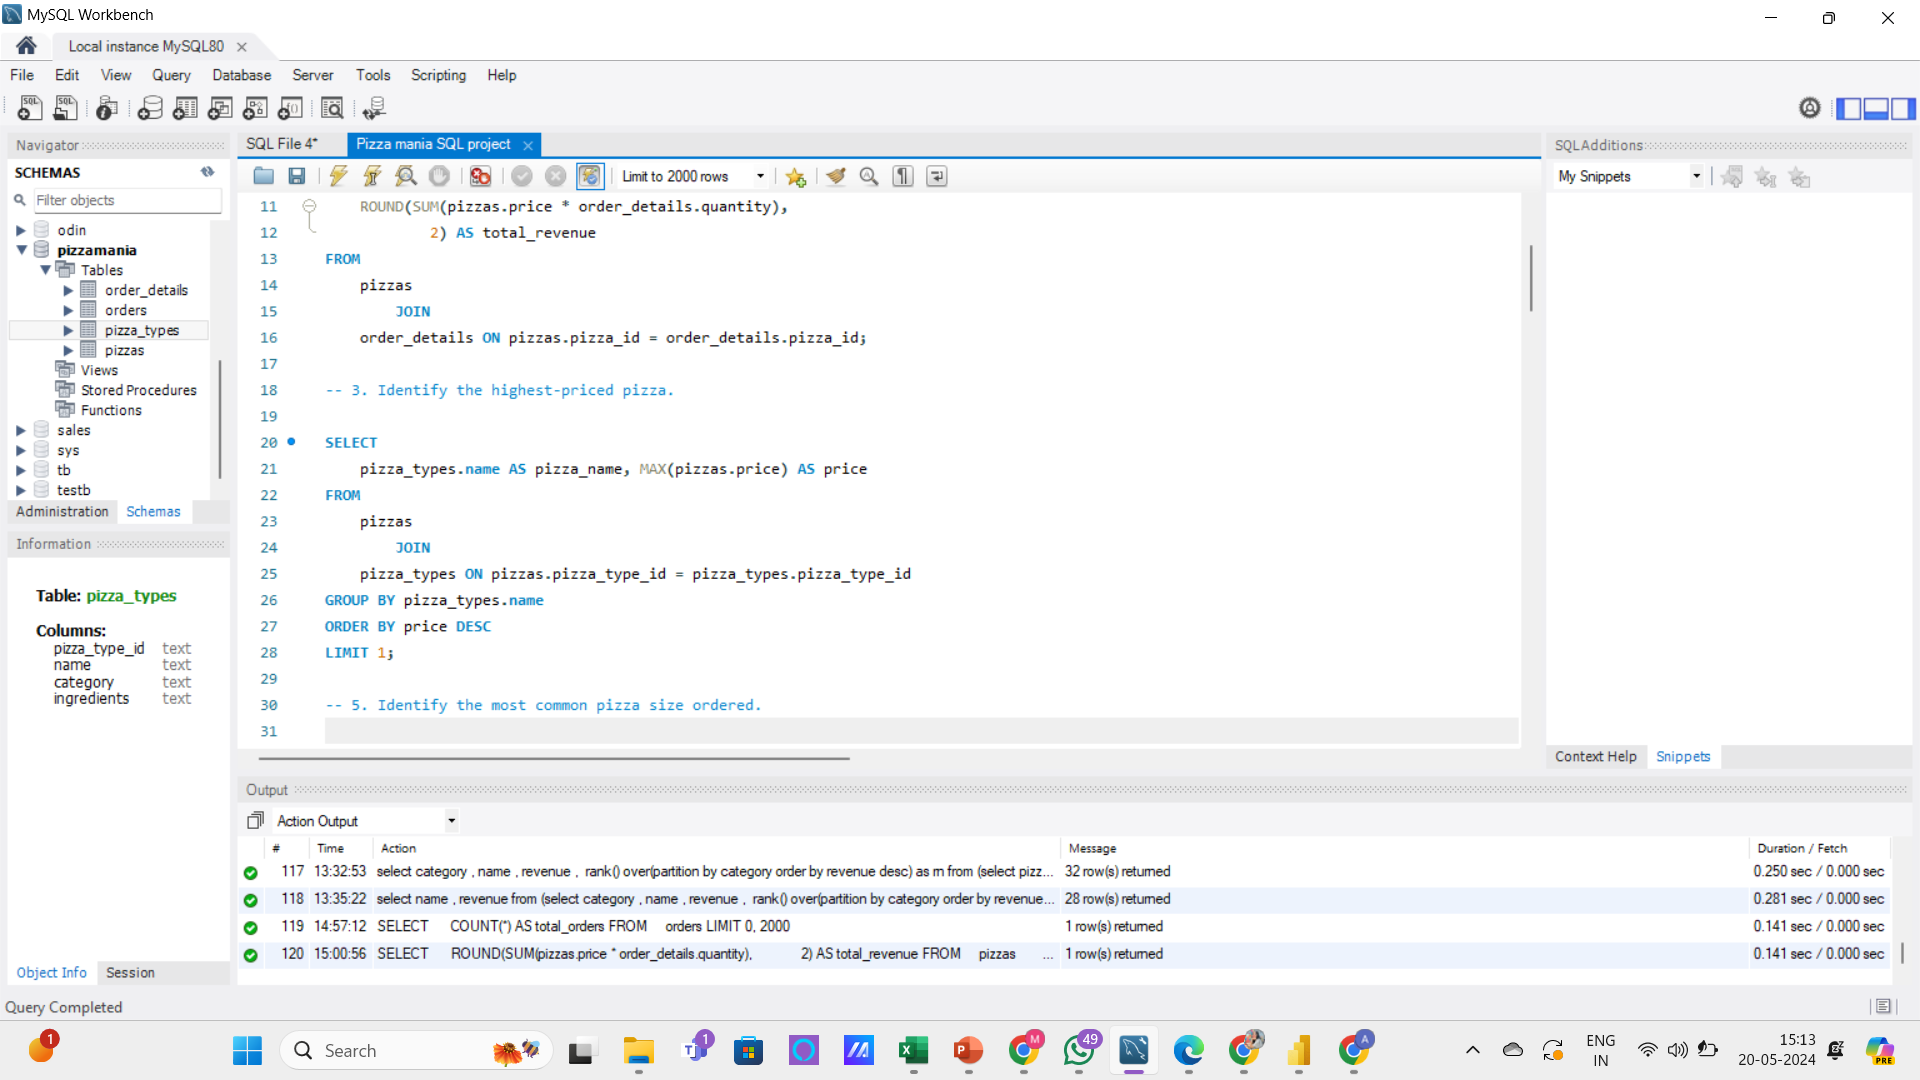 MySQL Workbench
Local instance MySQL80
File Edit View Query Database Server Tools Scripting Help
Navigator
SCHEMAS
Filter objects
odin
pizzamania
Tables
order_details
orders
pizza_types
pizzas
Views
Stored Procedures
Functions
sales
sys
tb
testb
Administration Schemas
Information
Table: pizza_types
Columns:
pizza_type_id text
name text
category text
ingredients text
Object Info Session
SQL File 4* Pizza mania SQL project
Limit to 2000 rows
11 ROUND(SUM(pizzas.price * order_details.quantity),
12 2) AS total_revenue
13 FROM
14 pizzas
15 JOIN
16 order_details ON pizzas.pizza_id = order_details.pizza_id;
17
18 -- 3. Identify the highest-priced pizza.
19
20 SELECT
21 pizza_types.name AS pizza_name, MAX(pizzas.price) AS price
22 FROM
23 pizzas
24 JOIN
25 pizza_types ON pizzas.pizza_type_id = pizza_types.pizza_type_id
26 GROUP BY pizza_types.name
27 ORDER BY price DESC
28 LIMIT 1;
29
30 -- 5. Identify the most common pizza size ordered.
31
SQLAdditions
My Snippets
Context Help Snippets
Output
Action Output
# Time Action Message Duration / Fetch
117 13:32:53 select category , name , revenue , rank() over(partition by category order by revenue desc) as rn from (select pizz... 32 row(s) returned 0.250 sec / 0.000 sec
118 13:35:22 select name , revenue from (select category , name , revenue , rank() over(partition by category order by revenue... 28 row(s) returned 0.281 sec / 0.000 sec
119 14:57:12 SELECT COUNT(*) AS total_orders FROM orders LIMIT 0, 2000 1 row(s) returned 0.141 sec / 0.000 sec
120 15:00:56 SELECT ROUND(SUM(pizzas.price * order_details.quantity), 2) AS total_revenue FROM pizzas ... 1 row(s) returned 0.141 sec / 0.000 sec
Query Completed
1
Search
1
M
49
A
ENG
IN
15:13
20-05-2024
PRE